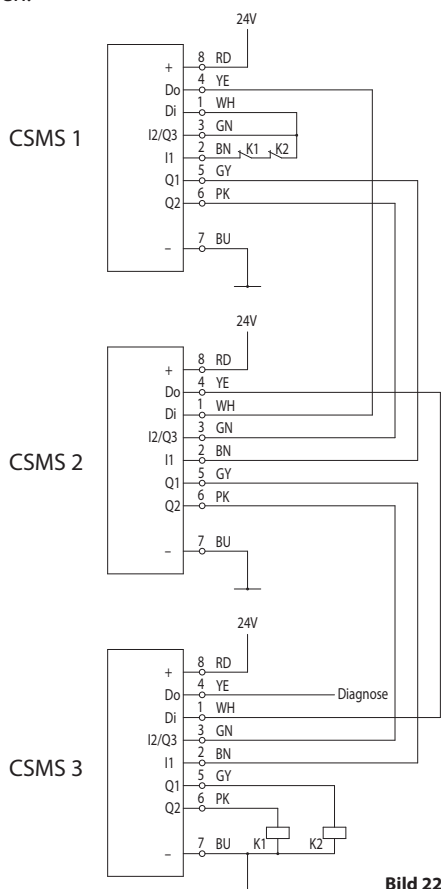 24V
8 RD
+
4 YE
Do
1 WH
Di
3 GN
I2/Q3
CSMS 1
2 BN K1 K2
I1
5 GY
Q1
6 PK
Q2
7 BU
–
24V
8 RD
+
4 YE
Do
1 WH
Di
3 GN
I2/Q3
2 BN
CSMS 2
I1
5 GY
Q1
6 PK
Q2
7 BU
–
24V
8 RD
+
4 YE
Do
Diagnose
1 WH
Di
3 GN
I2/Q3
2 BN
CSMS 3
I1
5 GY
Q1
6 PK
Q2
7 BU K1 K2
–
Bild 22